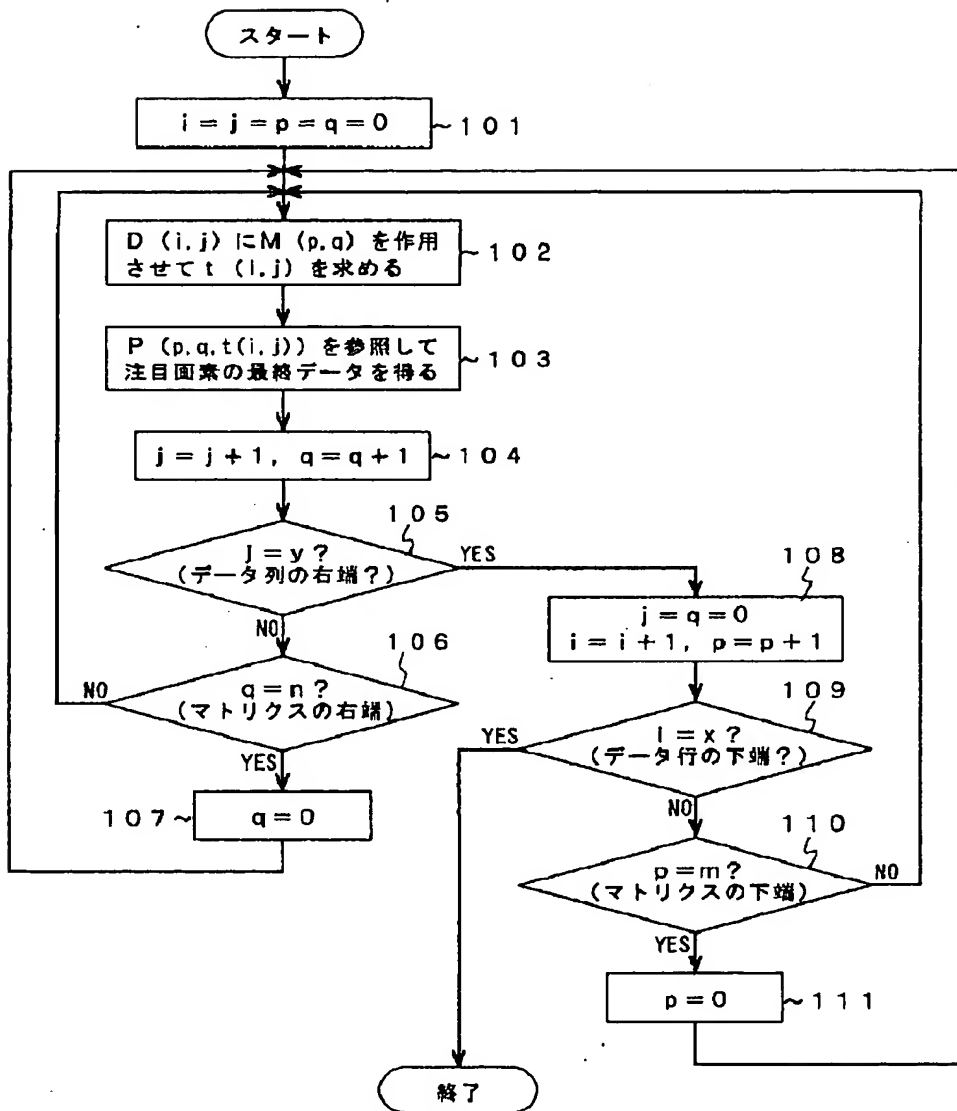 スタート
i=j=p=q=0 ~101
D (i,j)にM (p,q)を作用
させてt (i,j)を求める
~102
P (p,q,t(i,j))を参照して
注目画素の最終データを得る
~103
j=j+1, q=q+1 ~104
105
j=y?
(データ列の右端?)
YES
NO
106
q=n?
(マトリクスの右端)
NO
YES
107~ q=0
108
j=q=0
i=i+1, p=p+1
109
i=x?
(データ行の下端?)
YES
NO
110
p=m?
(マトリクスの下端)
NO
YES
p=0 ~111
終了